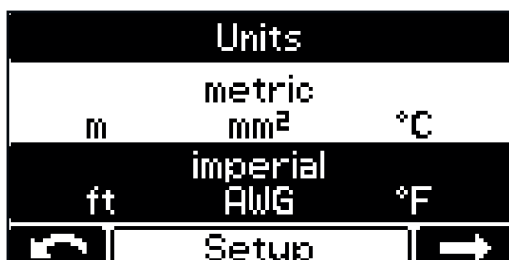 Units
metric
m mm² °C
imperial
ft AWG °F
Setup